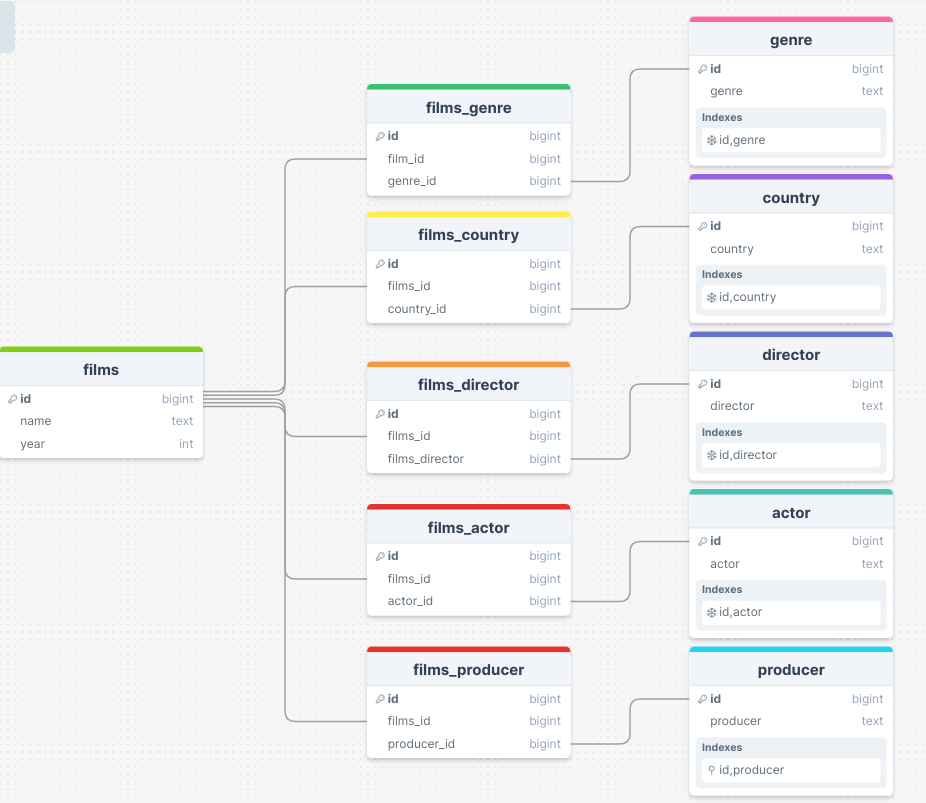 films
id bigint
name text
year int
films_genre
id bigint
film_id bigint
genre_id bigint
films_country
id bigint
films_id bigint
country_id bigint
films_director
id bigint
films_id bigint
films_director bigint
films_actor
id bigint
films_id bigint
actor_id bigint
films_producer
id bigint
films_id bigint
producer_id bigint
genre
id bigint
genre text
Indexes
id,genre
country
id bigint
country text
Indexes
id,country
director
id bigint
director text
Indexes
id,director
actor
id bigint
actor text
Indexes
id,actor
producer
id bigint
producer text
Indexes
id,producer